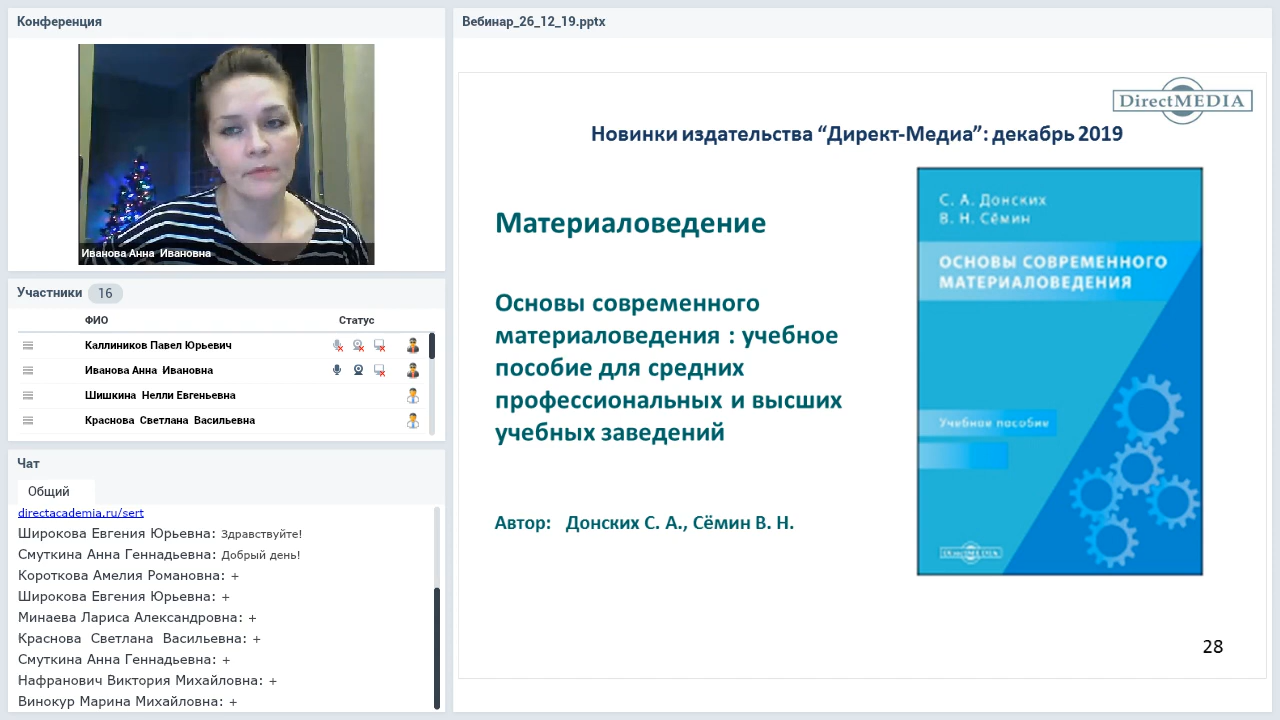 Конференция
Иванова Анна  Ивановна
Участники 16
ФИО Статус
Каллиников Павел Юрьевич
Иванова Анна  Ивановна
Шишкина  Нелли Евгеньевна
Краснова  Светлана  Васильевна
Чат
Общий
directacademia.ru/sert
Широкова Евгения Юрьевна: Здравствуйте!
Смуткина Анна Геннадьевна: Добрый день!
Короткова Амелия Романовна: +
Широкова Евгения Юрьевна: +
Минаева Лариса Александровна: +
Краснова  Светлана  Васильевна: +
Смуткина Анна Геннадьевна: +
Нафранович Виктория Михайловна: +
Винокур Марина Михайловна: +
Вебинар_26_12_19.pptx
DirectMEDIA
Новинки издательства “Директ-Медиа”: декабрь 2019
Материаловедение
Основы современного
материаловедения : учебное
пособие для средних
профессиональных и высших
учебных заведений
Автор:   Донских С. А., Сёмин В. Н.
С. А. Донских
В. Н. Сёмин
ОСНОВЫ СОВРЕМЕННОГО
МАТЕРИАЛОВЕДЕНИЯ
Учебное пособие
DirectMEDIA
28